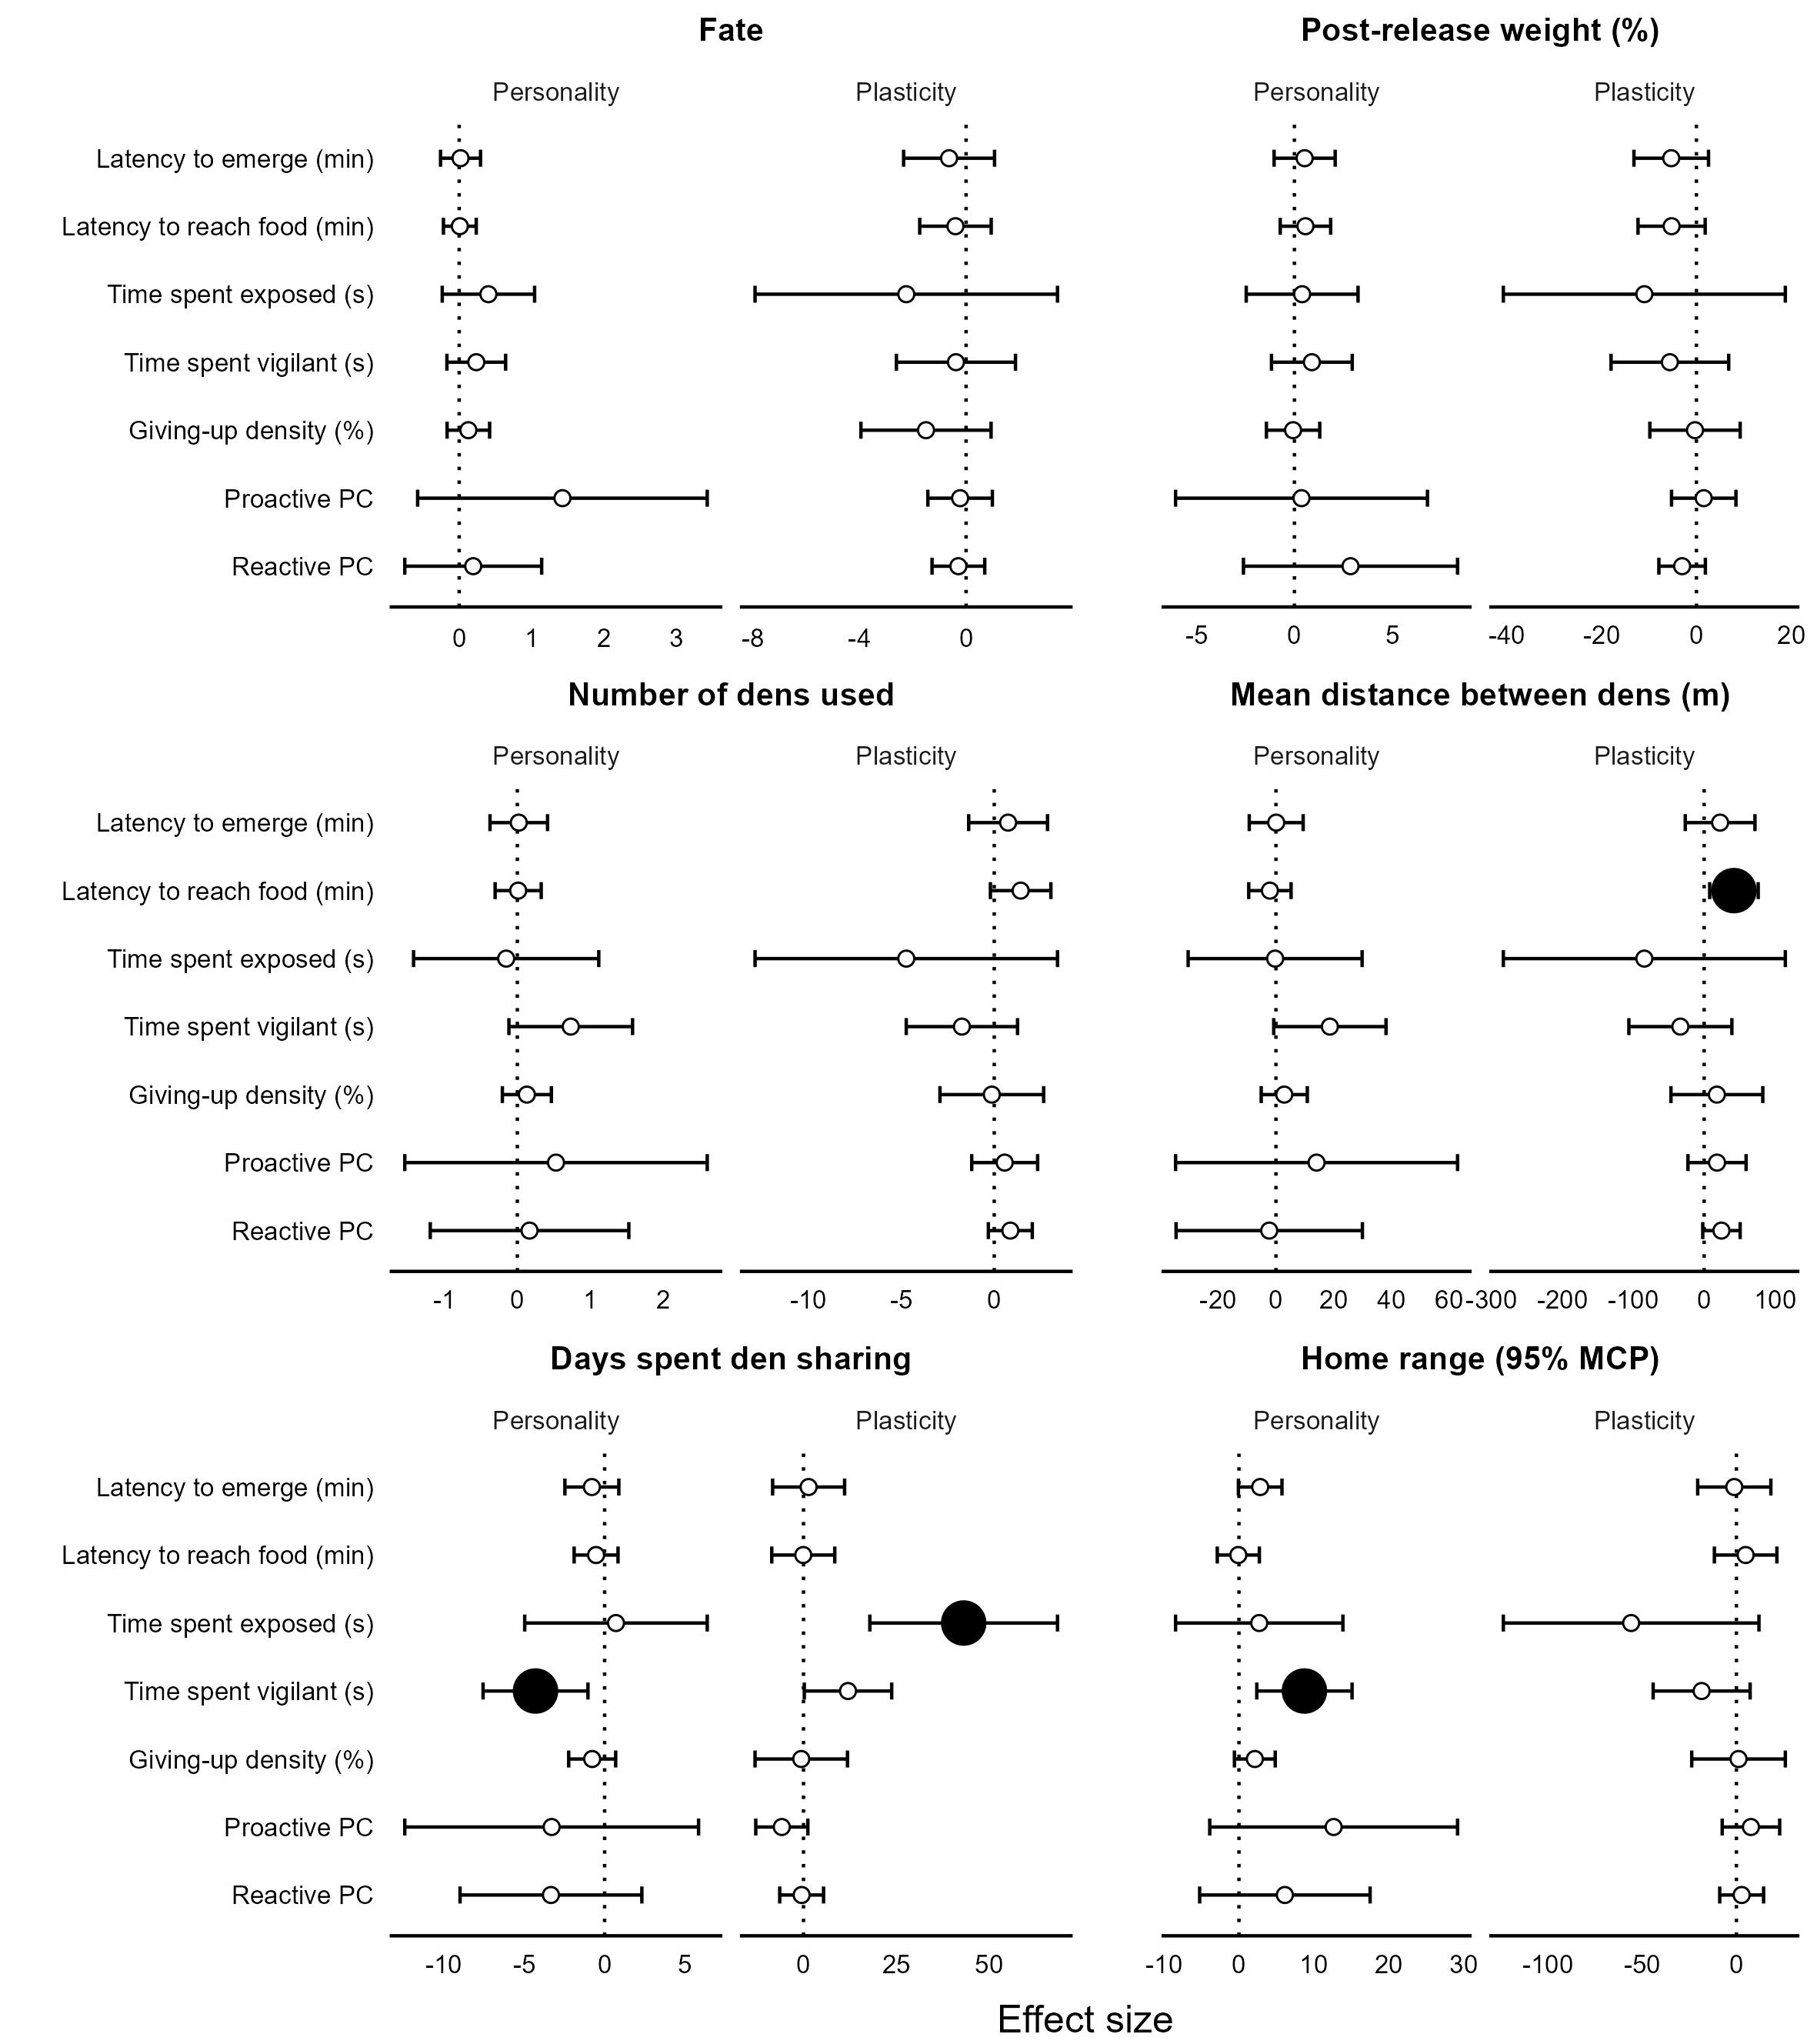 Fate Post-release weight (%)
Personality Plasticity Personality Plasticity
Latency to emerge (min)
Latency to reach food (min)
Time spent exposed (s)
Time spent vigilant (s)
Giving-up density (%)
Proactive PC
Reactive PC
0 1 2 3 -8 -4 0 -5 0 5 -40 -20 0 20
Number of dens used Mean distance between dens (m)
Personality Plasticity Personality Plasticity
Latency to emerge (min)
Latency to reach food (min)
Time spent exposed (s)
Time spent vigilant (s)
Giving-up density (%)
Proactive PC
Reactive PC
-1 0 1 2 -10 -5 0 -20 0 20 40 60 -300 -200 -100 0 100
Days spent den sharing Home range (95% MCP)
Personality Plasticity Personality Plasticity
Latency to emerge (min)
Latency to reach food (min)
Time spent exposed (s)
Time spent vigilant (s)
Giving-up density (%)
Proactive PC
Reactive PC
-10 -5 0 5 0 25 50 -10 0 10 20 30 -100 -50 0
Effect size